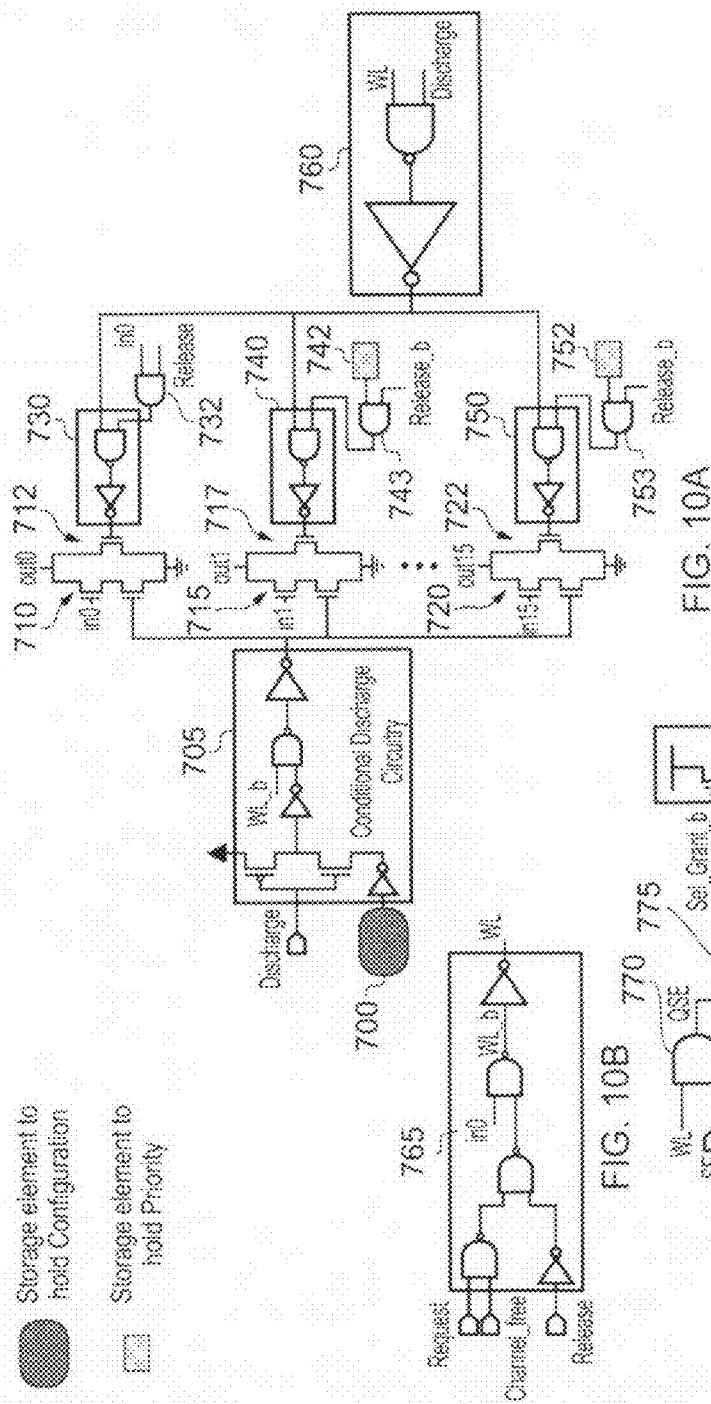 Storage element to
hold Configuration
Storage element to
hold Priority
Discharge
700
705
WL_b
Conditional Discharge
Circuitry
710
712
out0
in0
730
in0
Release
732
715
717
out1
in1
740
742
743
Release_b
720
722
out15
in15
750
752
753
Release_b
760
WL
Discharge
FIG. 10A
Request
Channel_free
Release
765
in0
WL_b
WL
FIG. 10B
WL
770
QSE
775
Sel_Grant_b